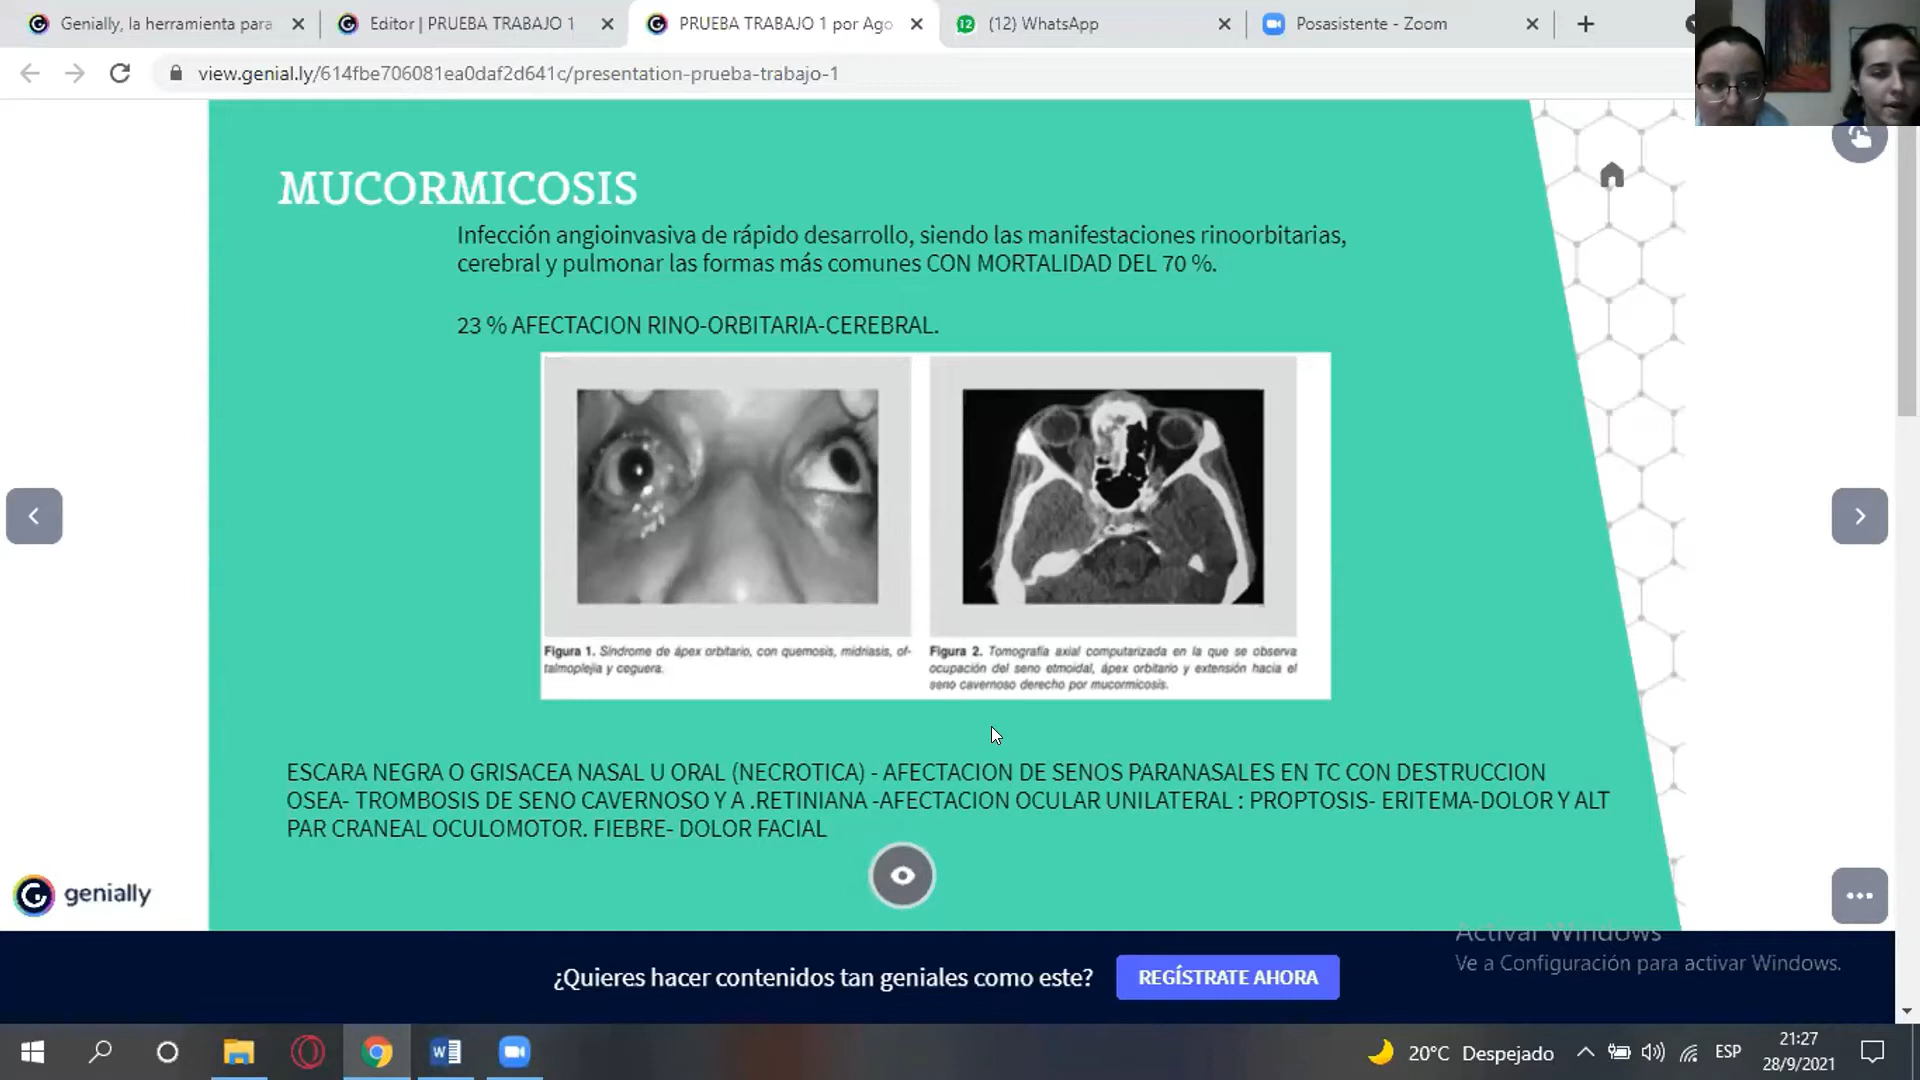 Genially, la herramienta para
Editor | PRUEBA TRABAJO 1
PRUEBA TRABAJO 1 por Ago
12
(12) WhatsApp
Posasistente - Zoom
view.genial.ly/614fbe706081ea0daf2d641c/presentation-prueba-trabajo-1
MUCORMICOSIS
Infección angioinvasiva de rápido desarrollo, siendo las manifestaciones rinoorbitarias,
cerebral y pulmonar las formas más comunes CON MORTALIDAD DEL 70 %.
23 % AFECTACION RINO-ORBITARIA-CEREBRAL.
Figura 1. Síndrome de ápex orbitario, con quemosis, midriasis, of-
talmoplejia y ceguera.
Figura 2. Tomografía axial computarizada en la que se observa
ocupación del seno etmoidal, ápex orbitario y extensión hacia el
seno cavernoso derecho por mucormicosis.
ESCARA NEGRA O GRISACEA NASAL U ORAL (NECROTICA) - AFECTACION DE SENOS PARANASALES EN TC CON DESTRUCCION
OSEA- TROMBOSIS DE SENO CAVERNOSO Y A .RETINIANA -AFECTACION OCULAR UNILATERAL : PROPTOSIS- ERITEMA-DOLOR Y ALT
PAR CRANEAL OCULOMOTOR. FIEBRE- DOLOR FACIAL
genially
Activar Windows
Ve a Configuración para activar Windows.
¿Quieres hacer contenidos tan geniales como este?
REGÍSTRATE AHORA
20°C Despejado
ESP
21:27
28/9/2021